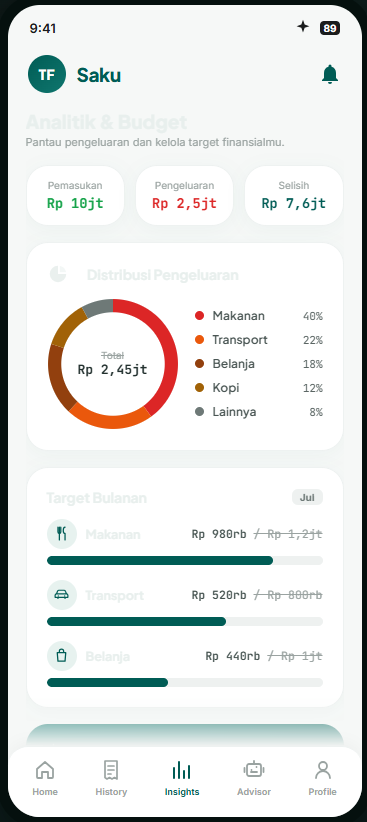 9:41
89
TF Saku
Analitik & Budget
Pantau pengeluaran dan kelola target finansialmu.
Pemasukan Pengeluaran Selisih
Rp 10jt Rp 2,5jt Rp 7,6jt
Distribusi Pengeluaran
Total
Rp 2,45jt
Makanan 40%
Transport 22%
Belanja 18%
Kopi 12%
Lainnya 8%
Target Bulanan Jul
Makanan Rp 980rb / Rp 1,2jt
Transport Rp 520rb / Rp 800rb
Belanja Rp 440rb / Rp 1jt
Home History Insights Advisor Profile